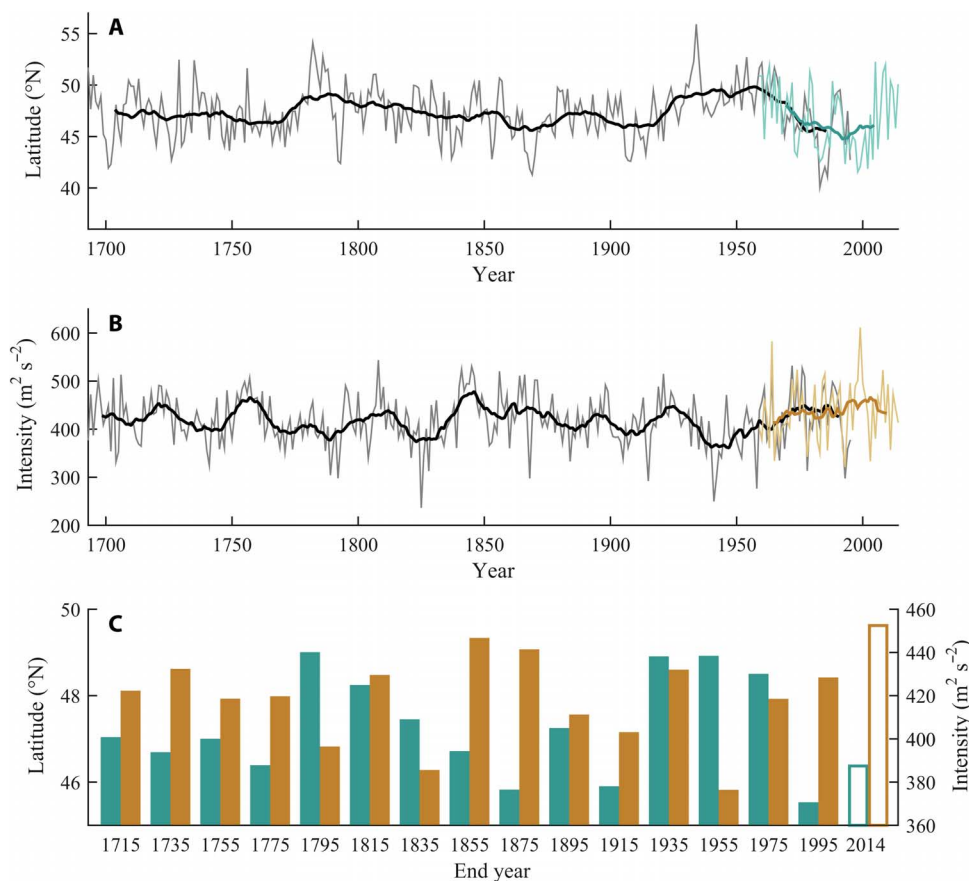 A
Latitude (°N)
55
50
45
40
1700 1750 1800 1850 1900 1950 2000
Year
B
Intensity (m² s⁻²)
600
500
400
300
200
1700 1750 1800 1850 1900 1950 2000
Year
C
Latitude (°N)
50
48
46
460
440
420
400
380
360
Intensity (m² s⁻²)
1715 1735 1755 1775 1795 1815 1835 1855 1875 1895 1915 1935 1955 1975 1995 2014
End year